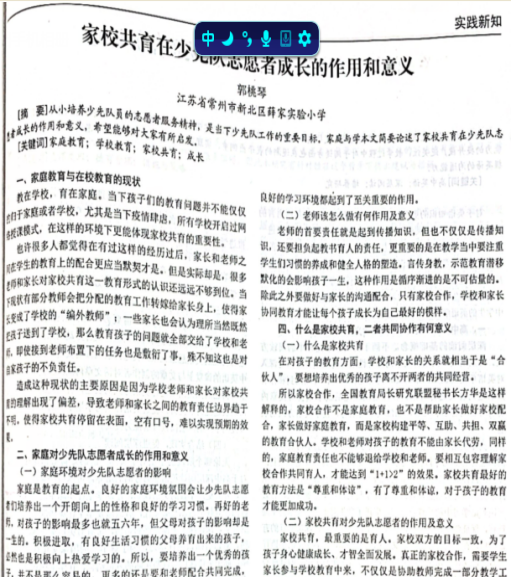 实践新知
中
家校共育在少先队志愿者成长的作用和意义
郭桃琴
江苏省常州市新北区薛家实验小学
[摘 要]从小培养少先队员的志愿者服务精神，是当下少先队工作的重要目标，家庭与学本文简要论述了家校共育在少先队志
愿者成长的作用和意义，希望能够对大家有所启发。
[关键词]家庭教育；学校教育；家校共育；成长
一、家庭教育与在校教育的现状
教在学校，育在家庭。当下孩子们的教育问题并不能仅仅
归于家庭或者学校，尤其是当下疫情肆虐，所有学校开启过网
授课模式，在这样的环境下更能体现家校共育的重要性。
也许很多人都觉得在有过这样的经历过后，家长和老师之
在学生的教育上的配合更应当默契才是。但是实际却是，很多
老师和家长对家校共育这一教育形式的认识还远远不够到位。当
下现状有部分教师会把分配的教育工作转嫁给家长身上，使得家
长变成了学校的“编外教师”；一些家长也会认为理所当然既然
把孩子送到了学校，那么教育孩子的问题就全部交给了学校和老
，即使接到老师布置下的任务也是敷衍了事，殊不知这也是对
自家孩子的不负责任。
造成这种现状的主要原因是因为学校老师和家长对家校共
育的理解出现了偏差，导致老师和家长之间的教育责任边界趋于
不明，使得家校共育停留在表面，空有口号，难以实现预期的效
果。
二、家庭对少先队志愿者成长的作用和意义
（一）家庭环境对少先队志愿者的影响
家庭是教育的起点。良好的家庭环境氛围会让少先队志愿
者们培养出一个开朗向上的性格和良好的学习习惯，再好的老
师，对孩子的影响最多也就五六年，但父母对孩子的影响却是
一生的。积极进取，有良好生活习惯的父母养育出来的孩子，
必然也是积极向上热爱学习的。所以，要培养出一个优秀的孩
子，并不是那么容易的，更多的还是要和老师配合共同完成，
良好的学习环境都起到了至关重要的作用。
（二）老师该怎么做有何作用及意义
老师的首要责任就是起到传播知识，但也不仅仅是传播知
识，还要担负起教书育人的责任，更重要的是在教学当中要注重
学生们习惯的养成和健全人格的塑造。言传身教，示范教育潜移
默化的会影响孩子一生，这种作用是循序渐进的是不可估量的。
除此之外要做好与家长的沟通配合，只有家校合作，学校和家长
协同教育才能让每个孩子成长为自己最好的模样。
四、什么是家校共育，二者共同协作有何意义
（一）什么是家校共育
在对孩子的教育方面，学校和家长的关系就相当于是“合
伙人”，要想培养出优秀的孩子离不开两者的共同经营。
所以家校合作，全国教育局长研究联盟秘书长方华是这样
解释的，家校合作不是家庭教育，也不是帮助家长做好家校配
合，家长做好家庭教育，而是家校构建平等、互助、共担、双赢
的教育合伙人。学校和老师对孩子的教育不能由家长代劳，同样
的，家庭教育责任也不能够退给学校和老师。要相互包容理解家
校合作共同育人，才能达到“1+1>2”的效果。家校共育最好的
教育方法是“尊重和体谅”，有了尊重和体谅，对于孩子的教育
才能更加成功。
（二）家校共育对少先队志愿者的作用及意义
家校共育，最重要的是育人。家校双方的目标一致，为了
孩子身心健康成长，才智全面发展。真正的家校合作，需要学生
家长参与学校教育中来，不仅仅是协助教师完成一部分教学工